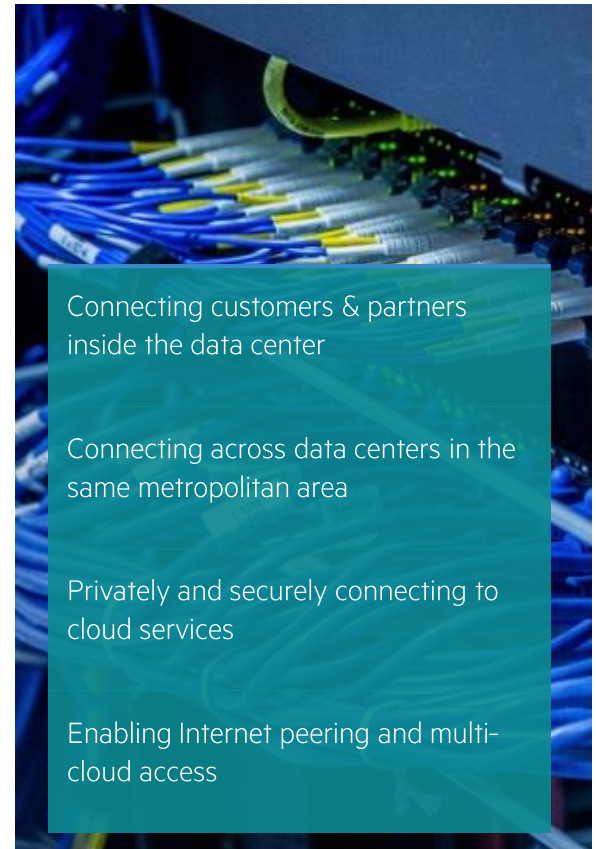 Connecting customers & partners
inside the data center
Connecting across data centers in the
same metropolitan area
Privately and securely connecting to
cloud services
Enabling Internet peering and multi-
cloud access